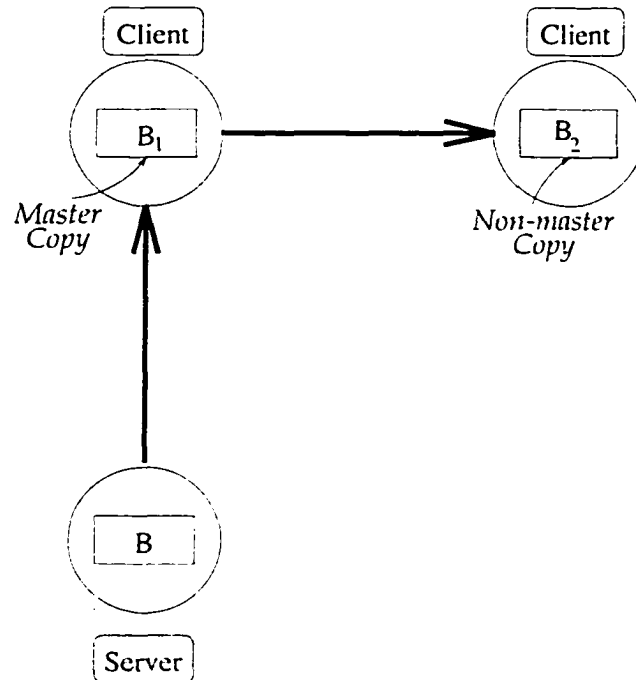 Client
Client
B1
B2
Master
Copy
Non-master
Copy
B
Server